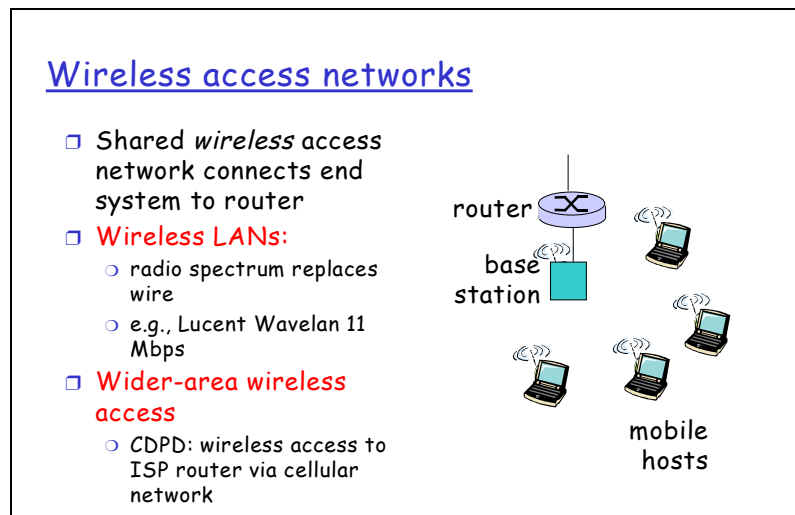 Wireless access networks
❒ Shared wireless access
network connects end
system to router
❒ Wireless LANs:
❍ radio spectrum replaces
wire
❍ e.g., Lucent Wavelan 11
Mbps
❒ Wider-area wireless
access
❍ CDPD: wireless access to
ISP router via cellular
network
router
base
station
mobile
hosts